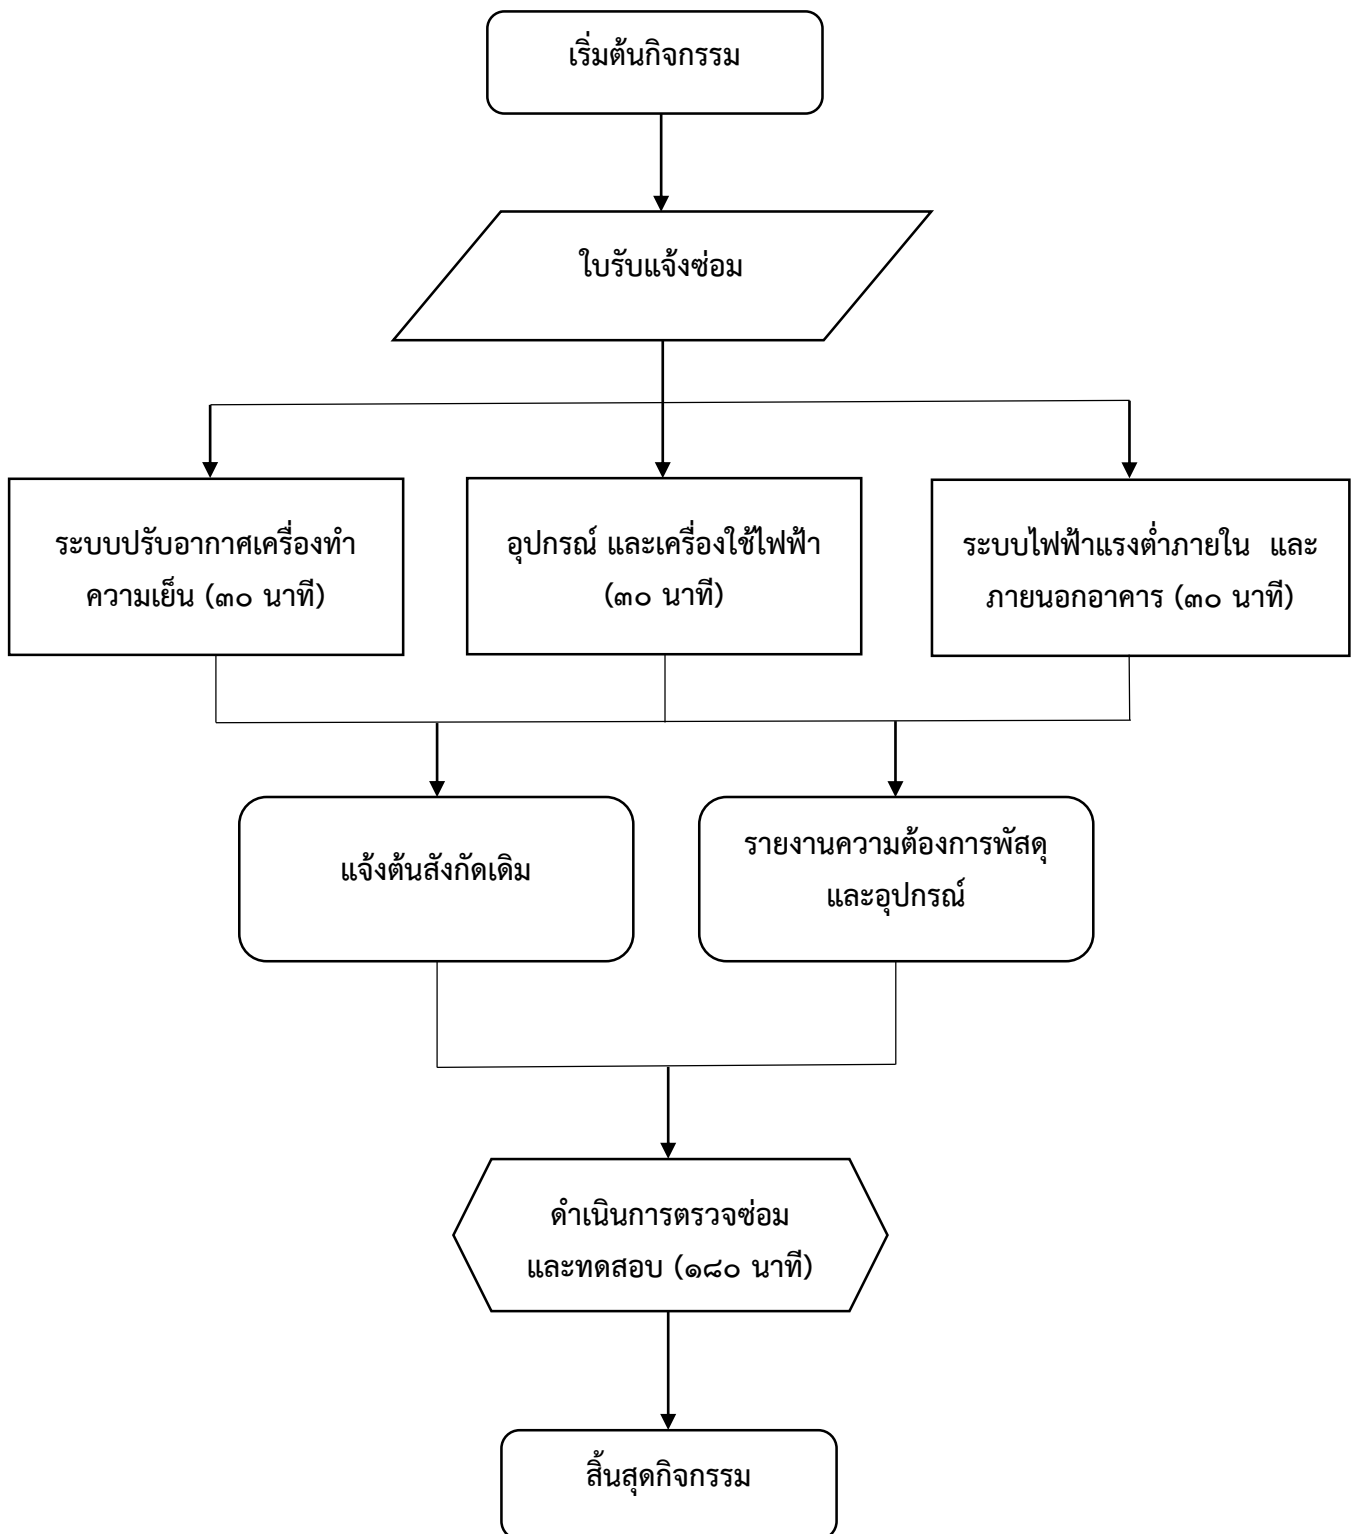 เริ่มต้นกิจกรรม
ใบรับแจ้งซ่อม
ระบบปรับอากาศเครื่องทำ
ความเย็น (๓๐ นาที)
อุปกรณ์ และเครื่องใช้ไฟฟ้า
(๓๐ นาที)
ระบบไฟฟ้าแรงต่ำภายใน และ
ภายนอกอาคาร (๓๐ นาที)
แจ้งต้นสังกัดเดิม
รายงานความต้องการพัสดุ
และอุปกรณ์
ดำเนินการตรวจซ่อม
และทดสอบ (๑๘๐ นาที)
สิ้นสุดกิจกรรม